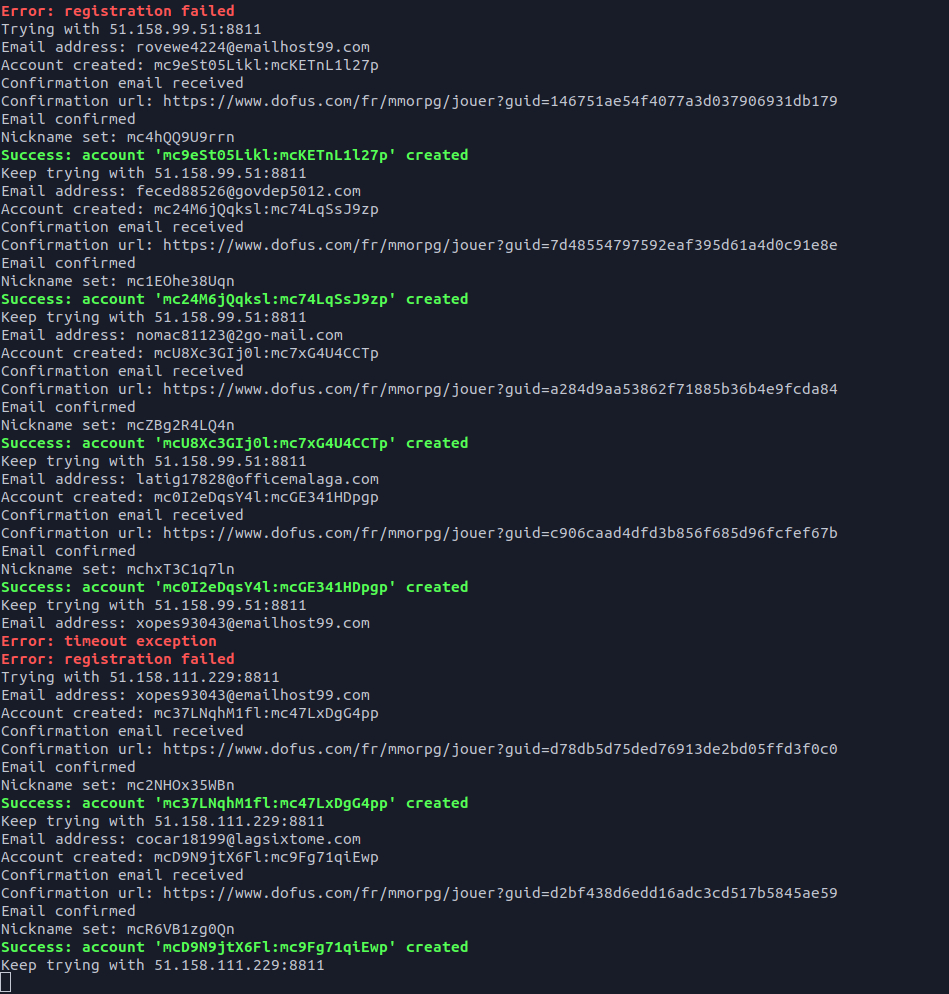 Error: registration failed
Trying with 51.158.99.51:8811
Email address: rovewe4224@emailhost99.com
Account created: mc9eSt05Likl:mcKETnL1l27p
Confirmation email received
Confirmation url: https://www.dofus.com/fr/mmorpg/jouer?guid=146751ae54f4077a3d037906931db179
Email confirmed
Nickname set: mc4hQQ9U9rrn
Success: account 'mc9eSt05Likl:mcKETnL1l27p' created
Keep trying with 51.158.99.51:8811
Email address: feced88526@govdep5012.com
Account created: mc24M6jQqksl:mc74LqSsJ9zp
Confirmation email received
Confirmation url: https://www.dofus.com/fr/mmorpg/jouer?guid=7d48554797592eaf395d61a4d0c91e8e
Email confirmed
Nickname set: mc1EOhe38Uqn
Success: account 'mc24M6jQqksl:mc74LqSsJ9zp' created
Keep trying with 51.158.99.51:8811
Email address: nomac81123@2go-mail.com
Account created: mcU8Xc3GIj0l:mc7xG4U4CCTp
Confirmation email received
Confirmation url: https://www.dofus.com/fr/mmorpg/jouer?guid=a284d9aa53862f71885b36b4e9fcda84
Email confirmed
Nickname set: mcZBg2R4LQ4n
Success: account 'mcU8Xc3GIj0l:mc7xG4U4CCTp' created
Keep trying with 51.158.99.51:8811
Email address: latig17828@officemalaga.com
Account created: mc0I2eDqsY4l:mcGE341HDpgp
Confirmation email received
Confirmation url: https://www.dofus.com/fr/mmorpg/jouer?guid=c906caad4dfd3b856f685d96fcfef67b
Email confirmed
Nickname set: mchxT3C1q7ln
Success: account 'mc0I2eDqsY4l:mcGE341HDpgp' created
Keep trying with 51.158.99.51:8811
Email address: xopes93043@emailhost99.com
Error: timeout exception
Error: registration failed
Trying with 51.158.111.229:8811
Email address: xopes93043@emailhost99.com
Account created: mc37LNqhM1fl:mc47LxDgG4pp
Confirmation email received
Confirmation url: https://www.dofus.com/fr/mmorpg/jouer?guid=d78db5d75ded76913de2bd05ffd3f0c0
Email confirmed
Nickname set: mc2NHOx35WBn
Success: account 'mc37LNqhM1fl:mc47LxDgG4pp' created
Keep trying with 51.158.111.229:8811
Email address: cocar18199@lagsixtome.com
Account created: mcD9N9jtX6Fl:mc9Fg71qiEwp
Confirmation email received
Confirmation url: https://www.dofus.com/fr/mmorpg/jouer?guid=d2bf438d6edd16adc3cd517b5845ae59
Email confirmed
Nickname set: mcR6VB1zg0Qn
Success: account 'mcD9N9jtX6Fl:mc9Fg71qiEwp' created
Keep trying with 51.158.111.229:8811